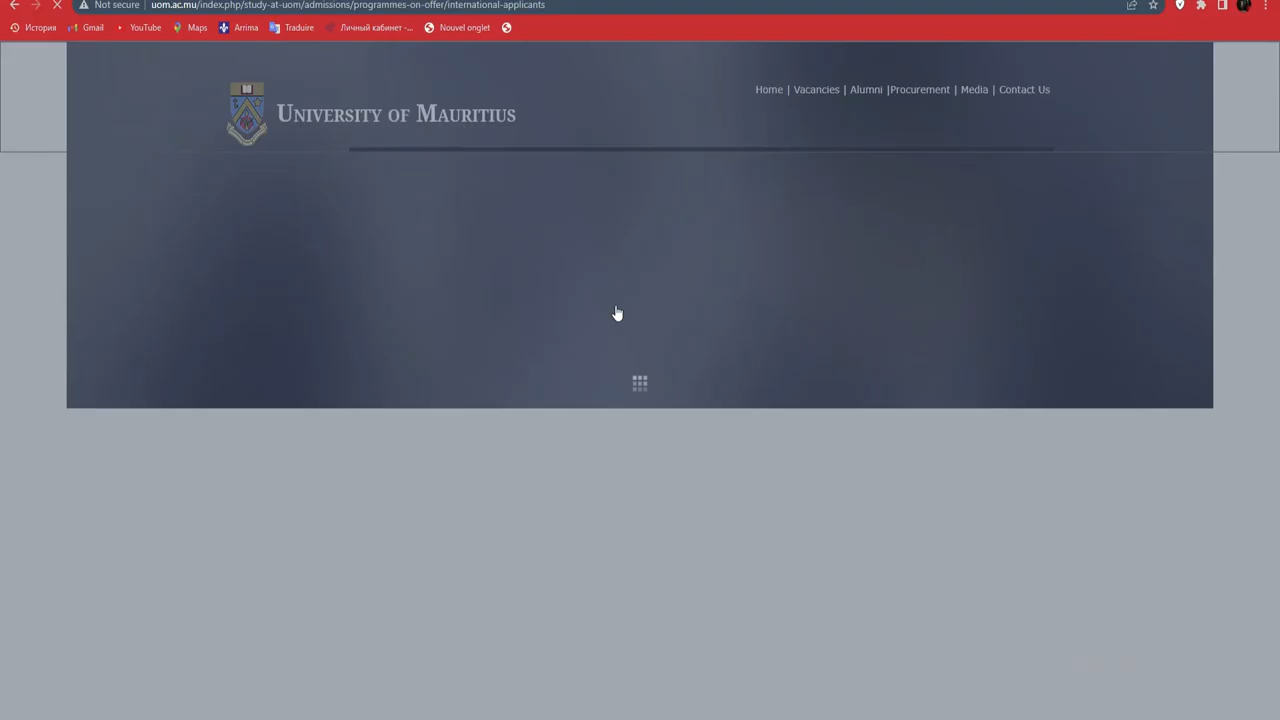 Not secure | uom.ac.mu/index.php/study-at-uom/admissions/programmes-on-offer/international-applicants
История Gmail YouTube Maps Arrima Traduire Личный кабинет -... Nouvel onglet
Home | Vacancies | Alumni |Procurement | Media | Contact Us
University of Mauritius